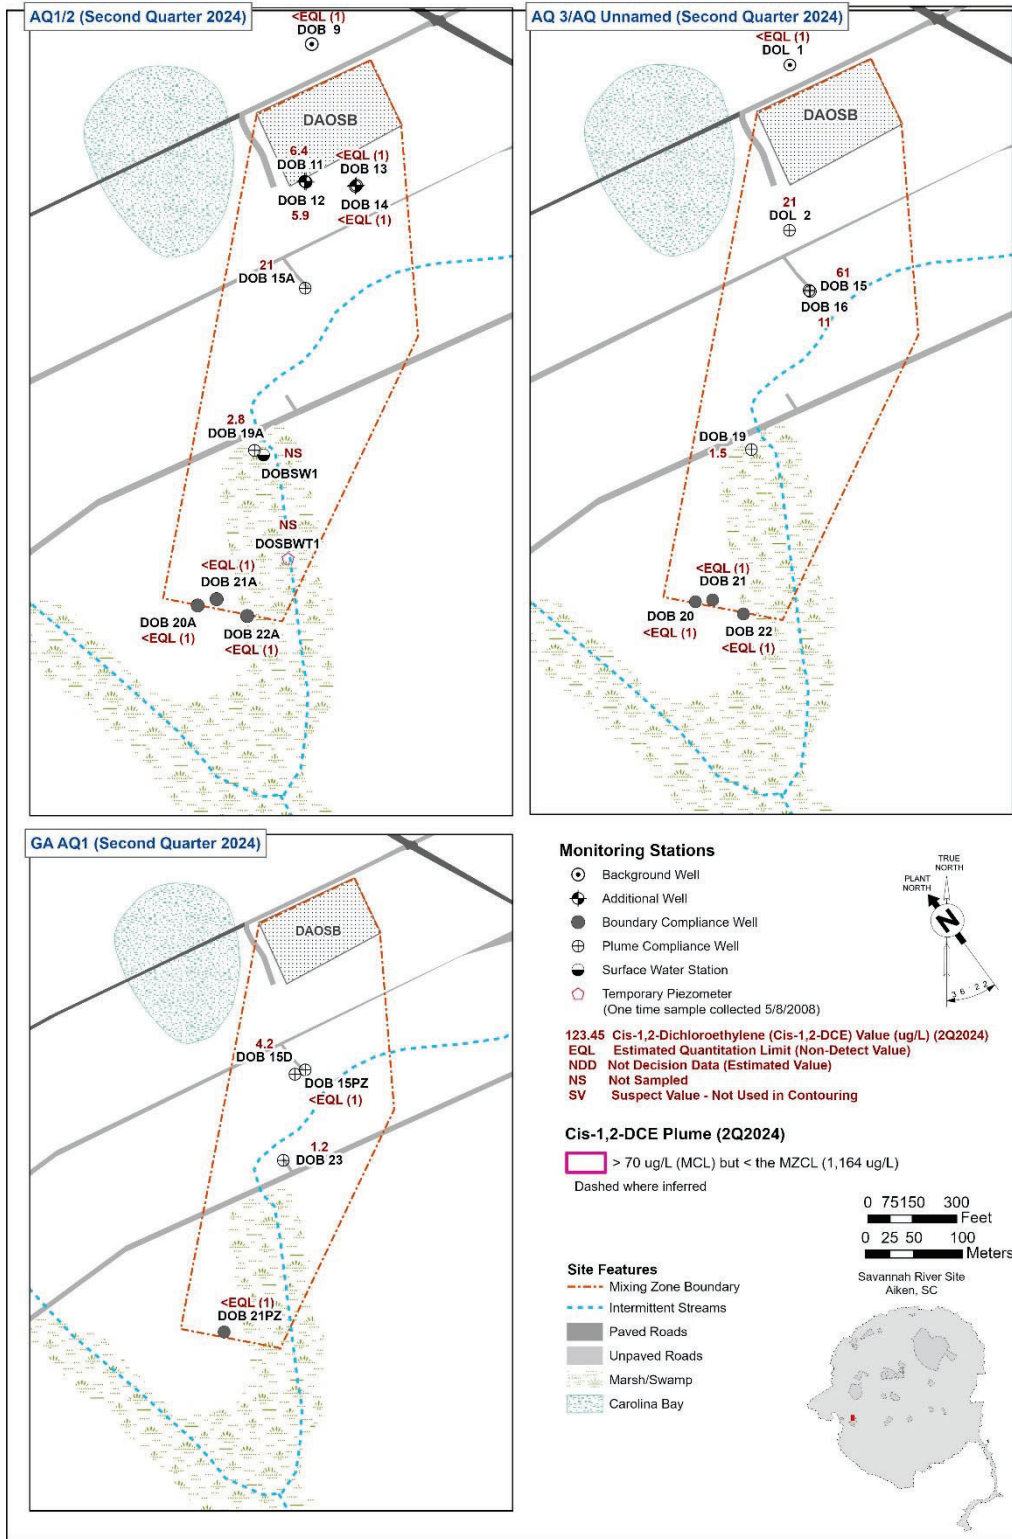 AQ1/2 (Second Quarter 2024)
<EQL (1)
DOB 9
DAOSB
6.4
DOB 11
<EQL (1)
DOB 13
DOB 12
5.9
DOB 14
<EQL (1)
21
DOB 15A
2.8
DOB 19A
NS
DOBSW1
NS
DOSBWT1
<EQL (1)
DOB 21A
DOB 20A
<EQL (1)
DOB 22A
<EQL (1)
AQ 3/AQ Unnamed (Second Quarter 2024)
<EQL (1)
DOL 1
DAOSB
21
DOL 2
61
DOB 15
DOB 16
11
DOB 19
1.5
<EQL (1)
DOB 21
DOB 20
<EQL (1)
DOB 22
<EQL (1)
GA AQ1 (Second Quarter 2024)
DAOSB
4.2
DOB 15D
DOB 15PZ
<EQL (1)
1.2
DOB 23
<EQL (1)
DOB 21PZ
Monitoring Stations
Background Well
Additional Well
Boundary Compliance Well
Plume Compliance Well
Surface Water Station
Temporary Piezometer
(One time sample collected 5/8/2008)
TRUE
NORTH
PLANT
NORTH
N
36.22
123.45 Cis-1,2-Dichloroethylene (Cis-1,2-DCE) Value (ug/L) (2Q2024)
EQL Estimated Quantitation Limit (Non-Detect Value)
NDD Not Decision Data (Estimated Value)
NS Not Sampled
SV Suspect Value - Not Used in Contouring
Cis-1,2-DCE Plume (2Q2024)
> 70 ug/L (MCL) but < the MZCL (1,164 ug/L)
Dashed where inferred
0 75150 300
Feet
0 25 50 100
Meters
Site Features
Mixing Zone Boundary
Intermittent Streams
Paved Roads
Unpaved Roads
Marsh/Swamp
Carolina Bay
Savannah River Site
Aiken, SC